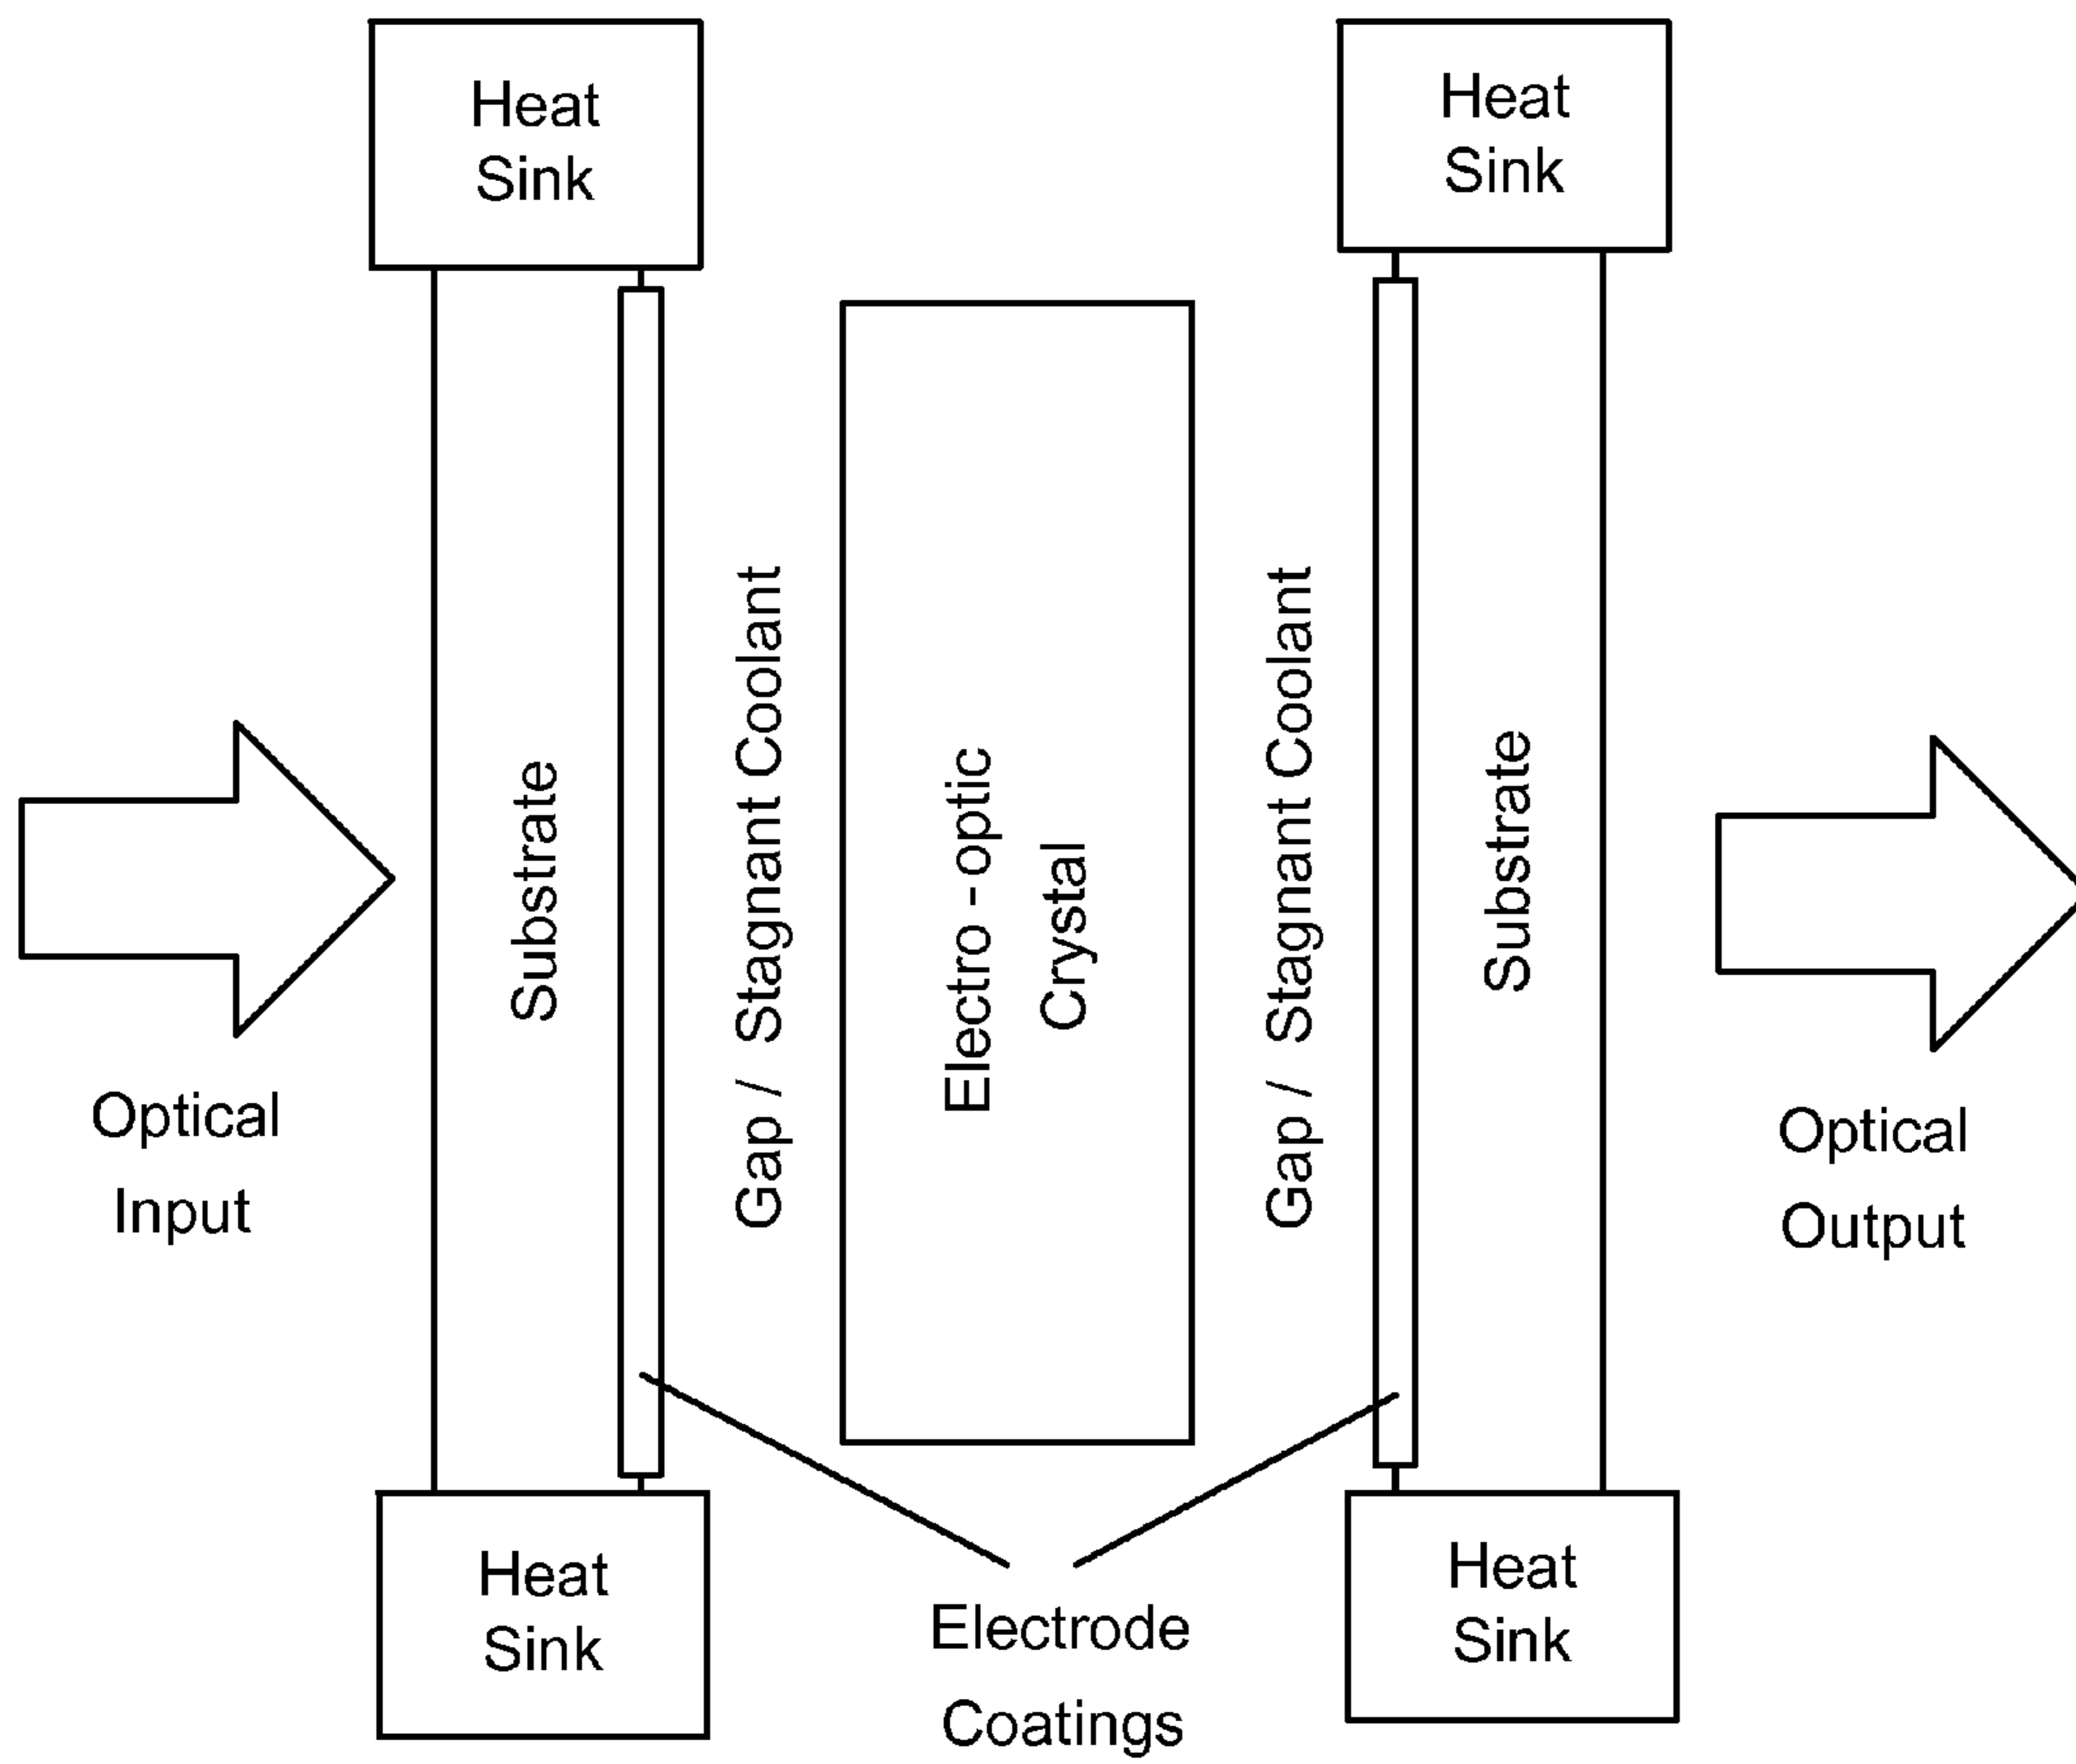 Heat
Sink
Heat
Sink
Optical
Input
Substrate
Gap / Stagnant Coolant
Electro - optic
Crystal
Gap / Stagnant Coolant
Substrate
Optical
Output
Heat
Sink
Electrode
Coatings
Heat
Sink